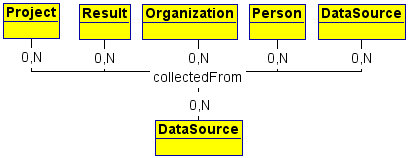 Project Result Organization Person DataSource
0,N 0,N 0,N 0,N 0,N
collectedFrom
0,N
DataSource